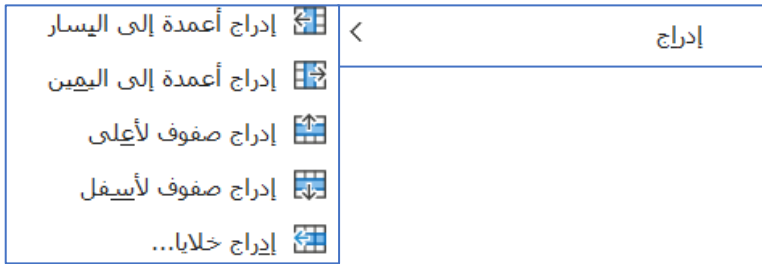 إدراج
إدراج أعمدة إلى اليسار
إدراج أعمدة إلى اليمين
إدراج صفوف لأعلى
إدراج صفوف لأسفل
إدراج خلايا...